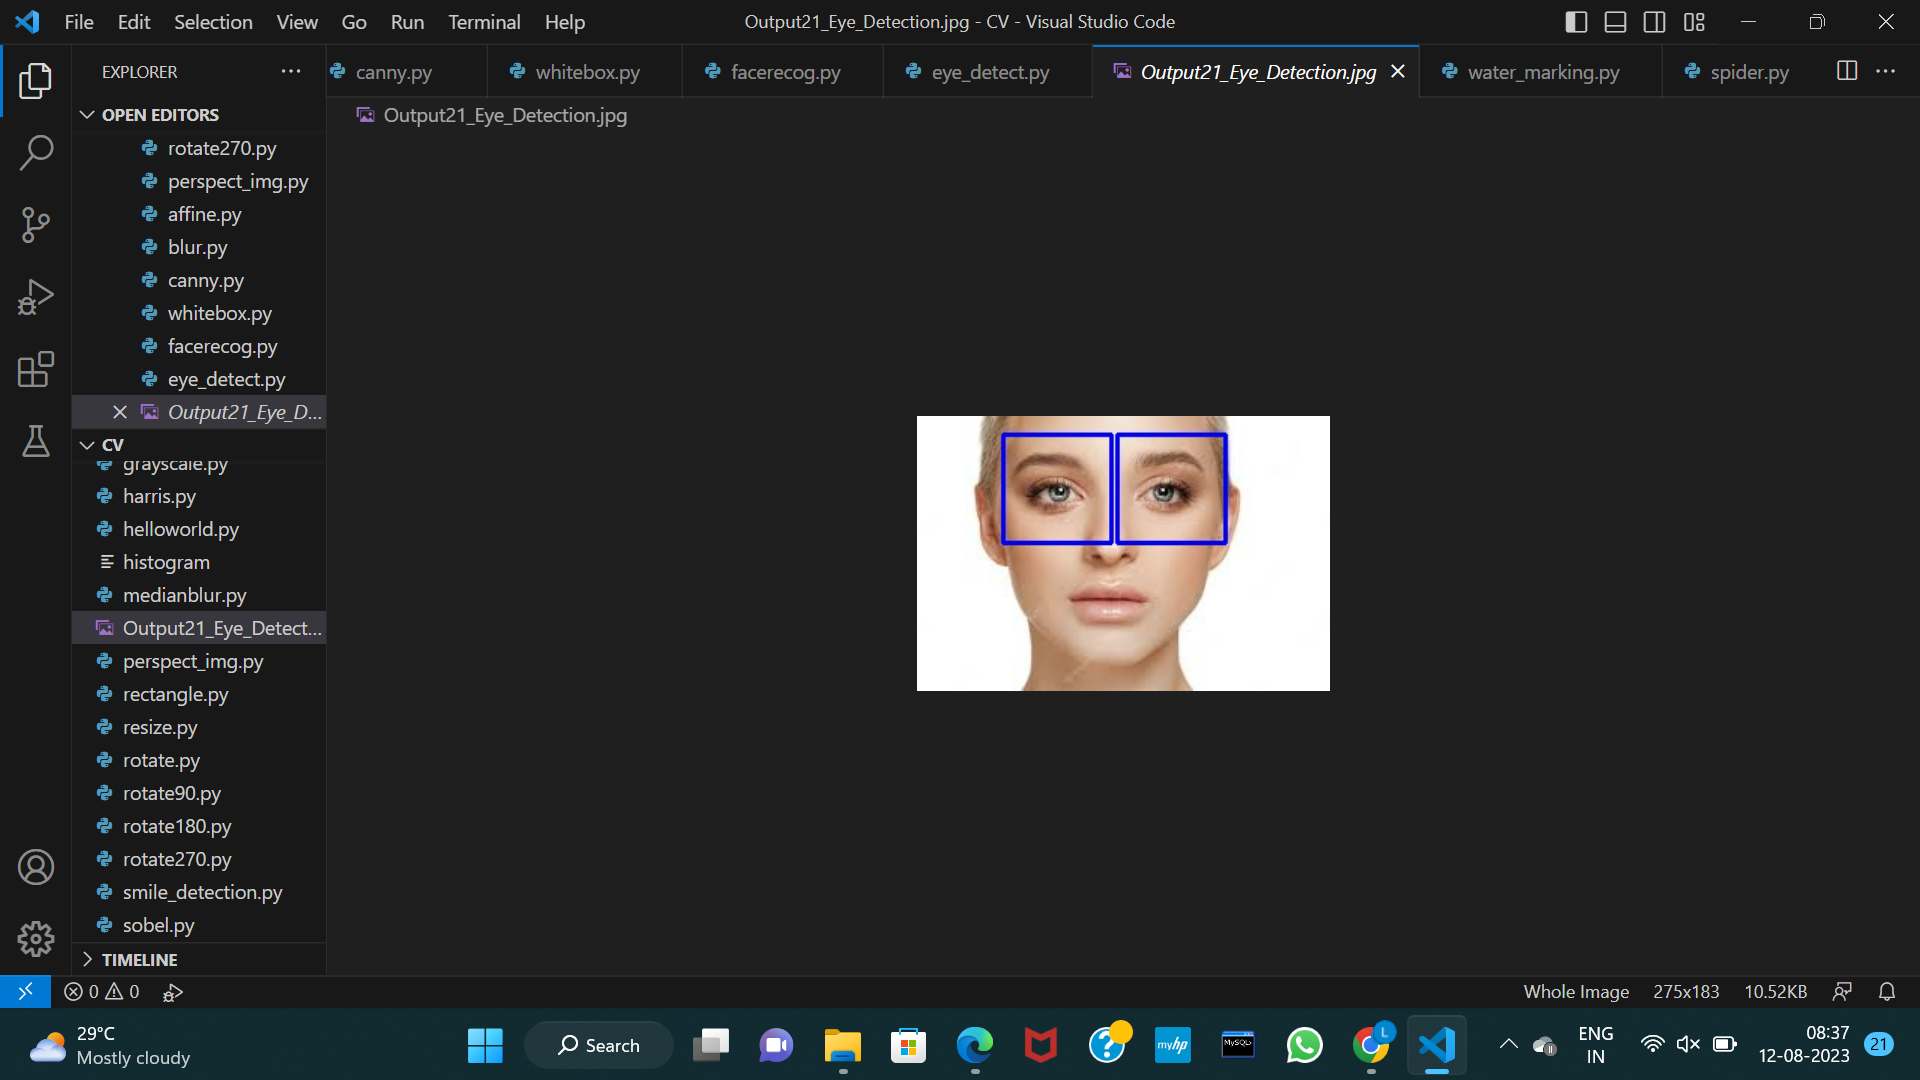 File Edit Selection View Go Run Terminal Help
Output21_Eye_Detection.jpg - CV - Visual Studio Code
EXPLORER
canny.py
whitebox.py
facerecog.py
eye_detect.py
Output21_Eye_Detection.jpg
water_marking.py
spider.py
Output21_Eye_Detection.jpg
OPEN EDITORS
rotate270.py
perspect_img.py
affine.py
blur.py
canny.py
whitebox.py
facerecog.py
eye_detect.py
Output21_Eye_D...
CV
grayscale.py
harris.py
helloworld.py
histogram
medianblur.py
Output21_Eye_Detect...
perspect_img.py
rectangle.py
resize.py
rotate.py
rotate90.py
rotate180.py
rotate270.py
smile_detection.py
sobel.py
TIMELINE
0 0
Whole Image 275x183 10.52KB
29°C
Mostly cloudy
Search
myhp
MySQL>
L
ENG
IN
08:37
12-08-2023
21